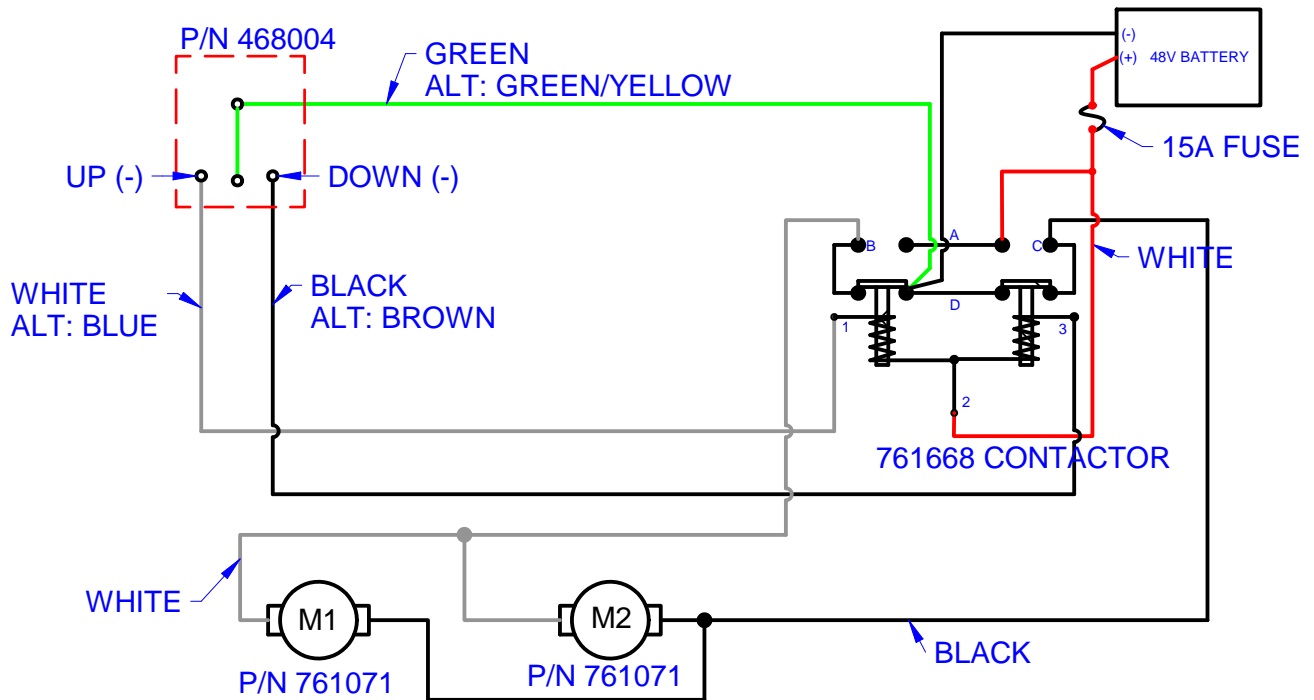 P/N 468004
GREEN
ALT: GREEN/YELLOW
(-)
(+) 48V BATTERY
15A FUSE
UP (-)
DOWN (-)
B
A
C
WHITE
WHITE
ALT: BLUE
BLACK
ALT: BROWN
D
1
3
2
761668 CONTACTOR
WHITE
M1
M2
P/N 761071
P/N 761071
BLACK